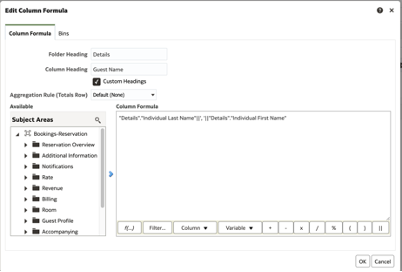 Edit Column Formula
Column Formula Bins
Folder Heading Details
Column Heading Guest Name
Custom Headings
Aggregation Rule (Totals Row) Default (None)
Available
Subject Areas
Bookings-Reservation
Reservation Overview
Additional Information
Notifications
Rate
Revenue
Billing
Room
Guest Profile
Accompanying
Column Formula
"Details"."Individual Last Name"||', '||"Details"."Individual First Name"
f(...) Filter... Column Variable + - x / % ( ) ||
OK Cancel